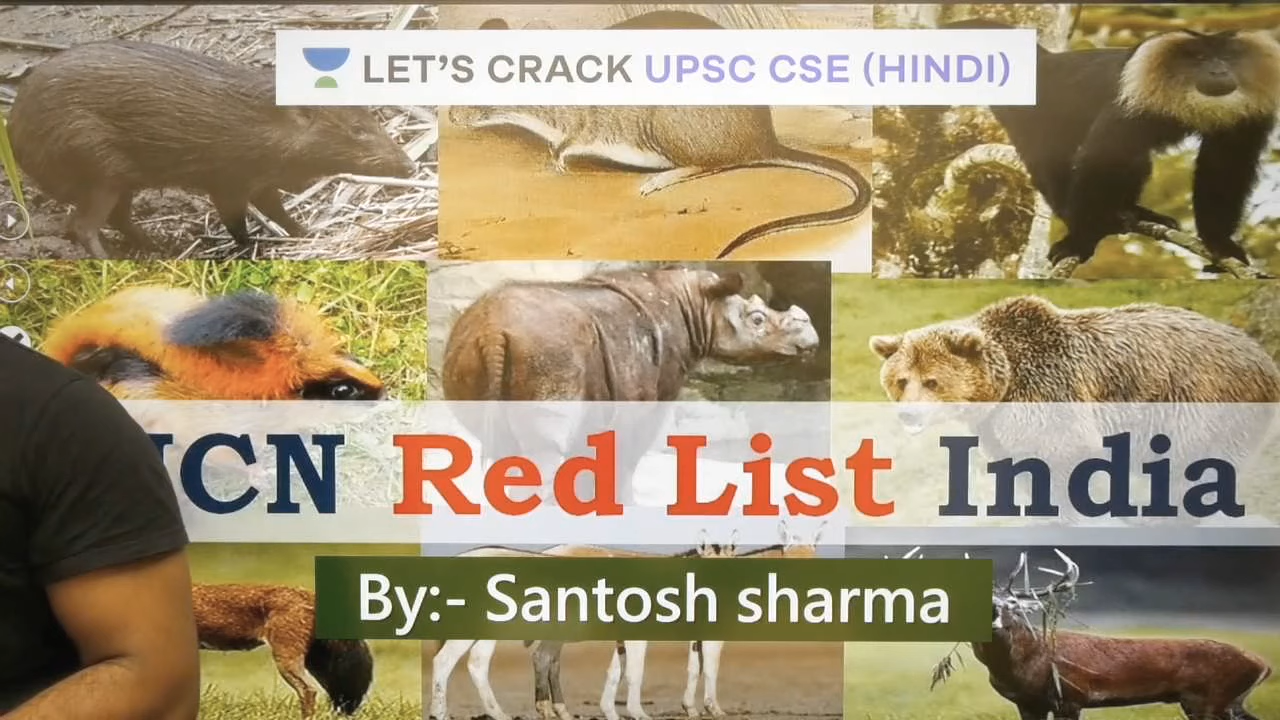 LET'S CRACK UPSC CSE (HINDI)
CN Red List India
By:- Santosh sharma